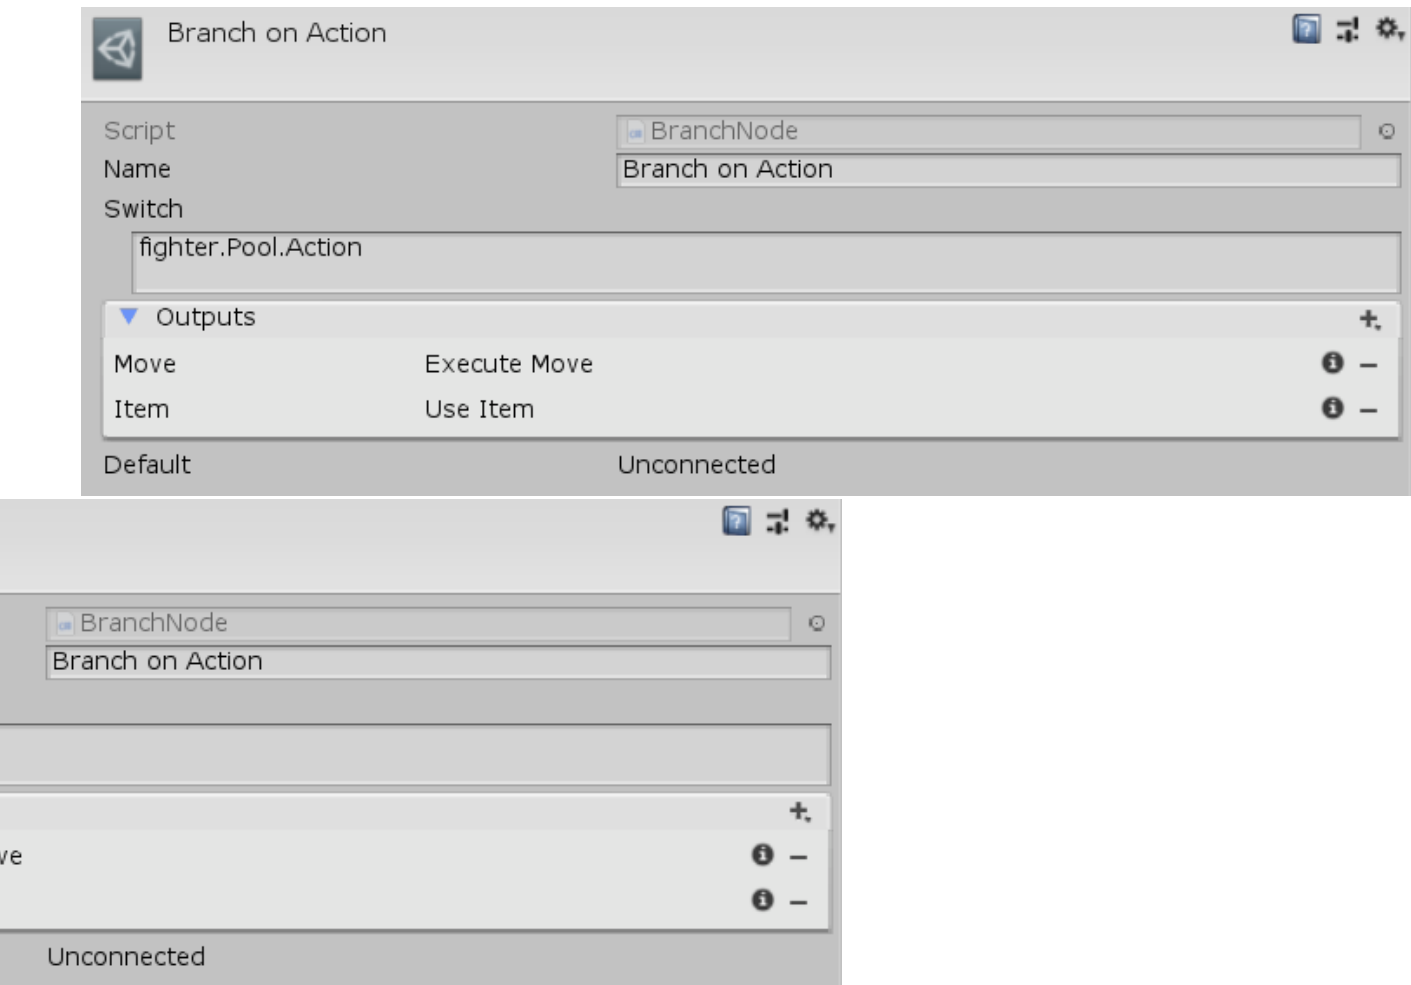 Branch on Action
Script BranchNode
Name Branch on Action
Switch
fighter.Pool.Action
Outputs
Move Execute Move
Item Use Item
Default Unconnected
BranchNode
Branch on Action
ve
Unconnected